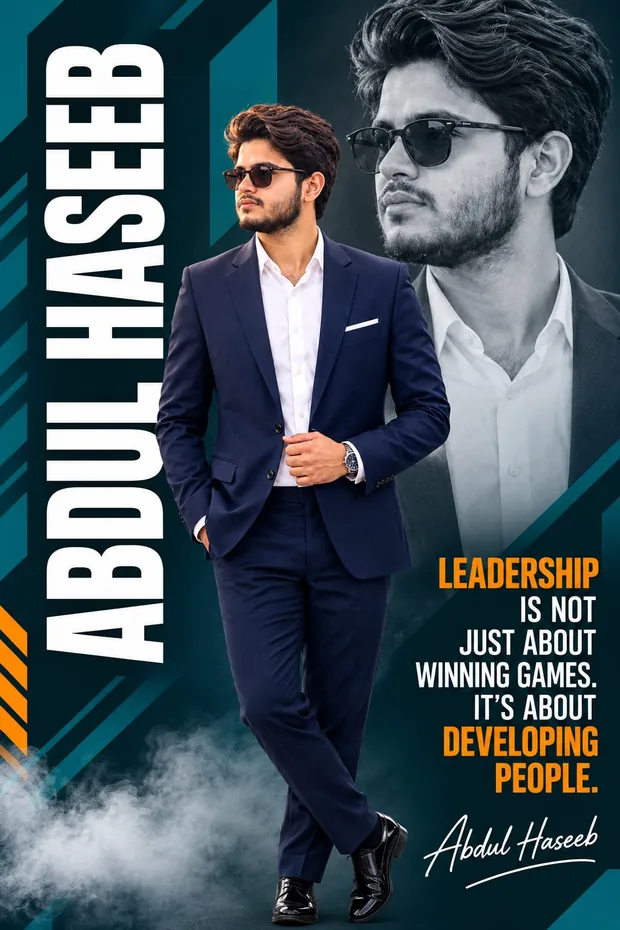 ABDUL HASEEB
LEADERSHIP
IS NOT
JUST ABOUT
WINNING GAMES.
IT'S ABOUT
DEVELOPING
PEOPLE.
Abdul Haseeb